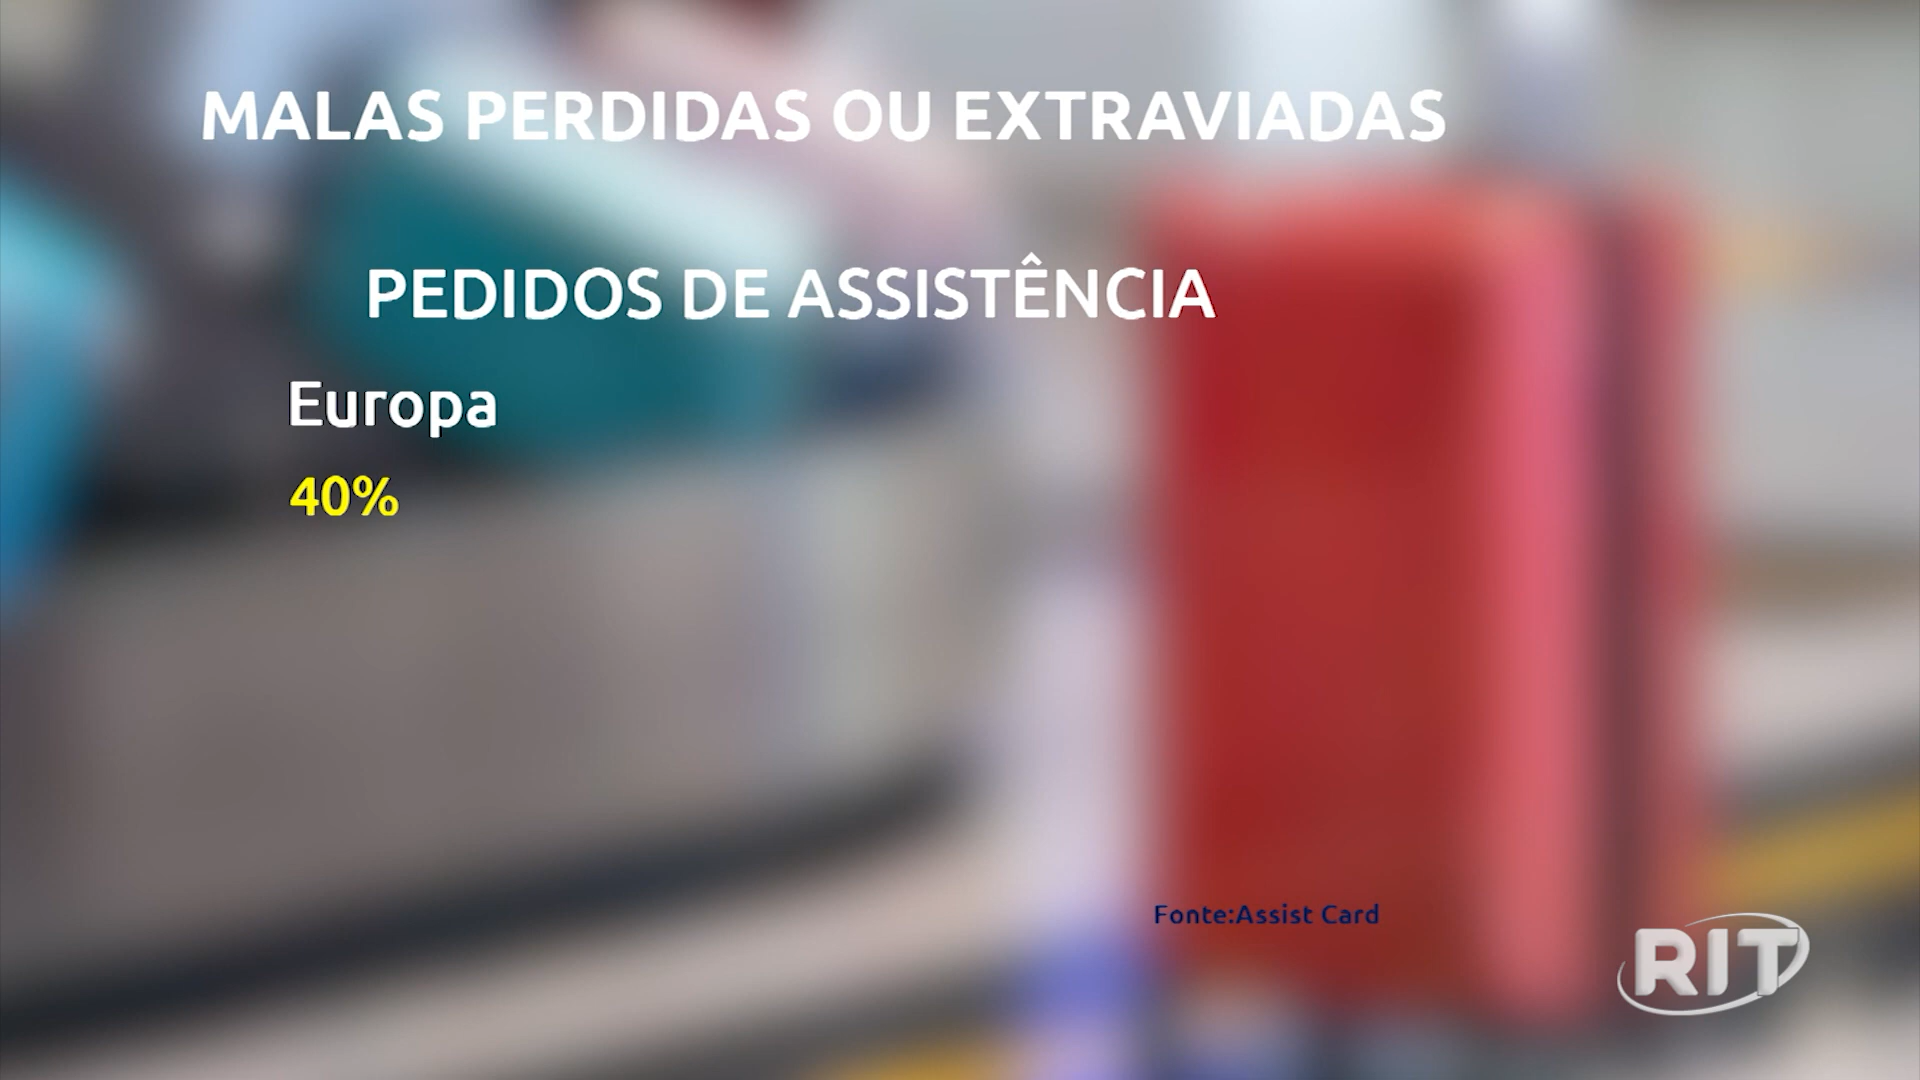 MALAS PERDIDAS OU EXTRAVIADAS
PEDIDOS DE ASSISTÊNCIA
Europa
40%
Fonte:Assist Card
RIT